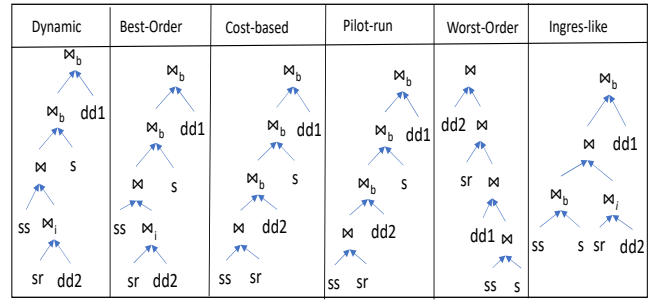 Dynamic Best-Order Cost-based Pilot-run Worst-Order Ingres-like
⋈b ⋈b ⋈b ⋈b ⋈ ⋈b
⋈b dd1 ⋈b dd1 ⋈b dd1 ⋈b dd1 dd2 ⋈ ⋈ dd1
⋈ s ⋈ s ⋈b s ⋈b s sr ⋈ ⋈b ⋈i
ss ⋈i ss ⋈i ⋈ dd2 ⋈ dd2 dd1 ⋈ ss s sr dd2
sr dd2 sr dd2 ss sr ss sr ss s